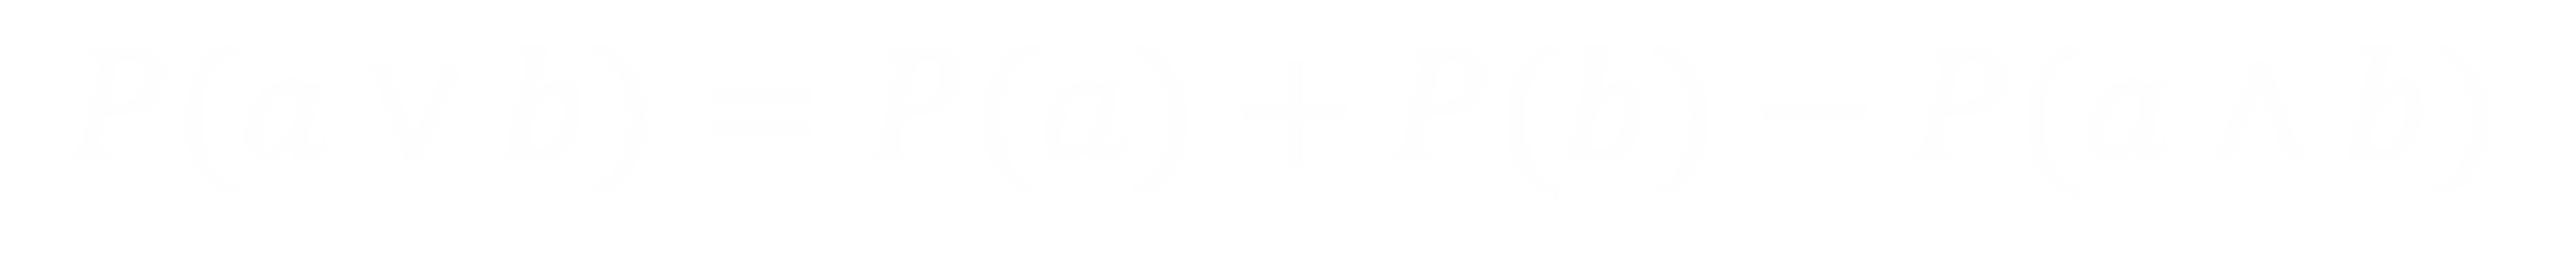 P(a ∨ b) = P(a) + P(b) − P(a ∧ b)